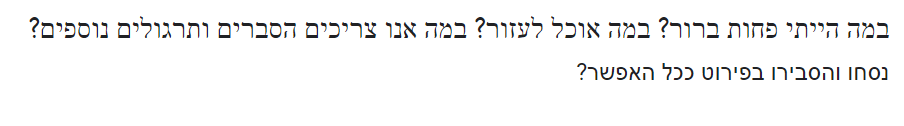 במה הייתי פחות ברור? במה אוכל לעזור? במה אנו צריכים הסברים ותרגולים נוספים?
נסחו והסבירו בפירוט ככל האפשר?